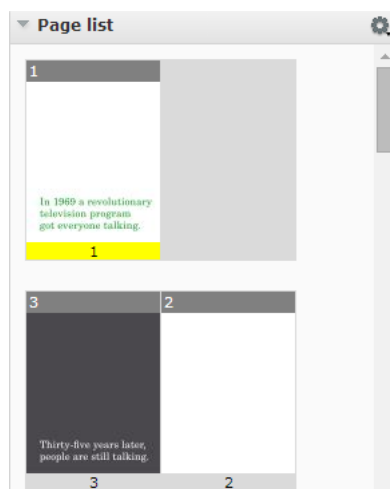 Page list
1
In 1969 a revolutionary
television program
got everyone talking.
1
3 2
Thirty-five years later,
people are still talking.
3 2